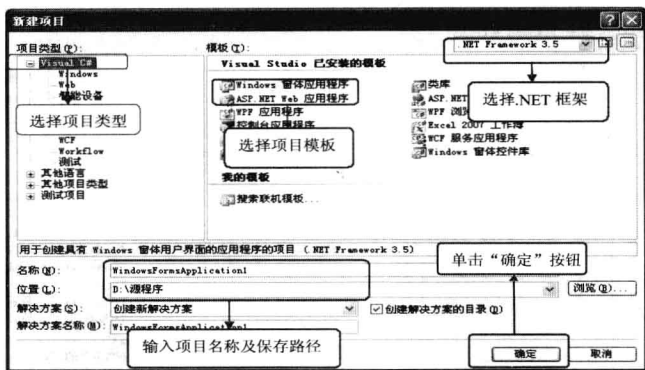 新建项目
项目类型(P):
模板(T):
.NET Framework 3.5
Visual C#
Windows
Web
智能设备
选择项目类型
WCF
Workflow
测试
其他语言
其他项目类型
测试项目
Visual Studio 已安装的模板
Windows 窗体应用程序
ASP.NET Web 应用程序
WPF 应用程序
控制台应用程序
选择项目模板
类库
ASP.NET
WPF
Excel 2007 工作簿
WCF 服务应用程序
Windows 窗体控件库
选择.NET 框架
我的模板
搜索联机模板...
用于创建具有 Windows 窗体用户界面的应用程序的项目 (.NET Framework 3.5)
单击“确定”按钮
名称(N):
WindowsFormsApplication1
位置(L):
D:\源程序
浏览(B)...
解决方案(S):
创建新解决方案
创建解决方案的目录(D)
解决方案名称(M):
WindowsFormsApplication1
输入项目名称及保存路径
确定
取消